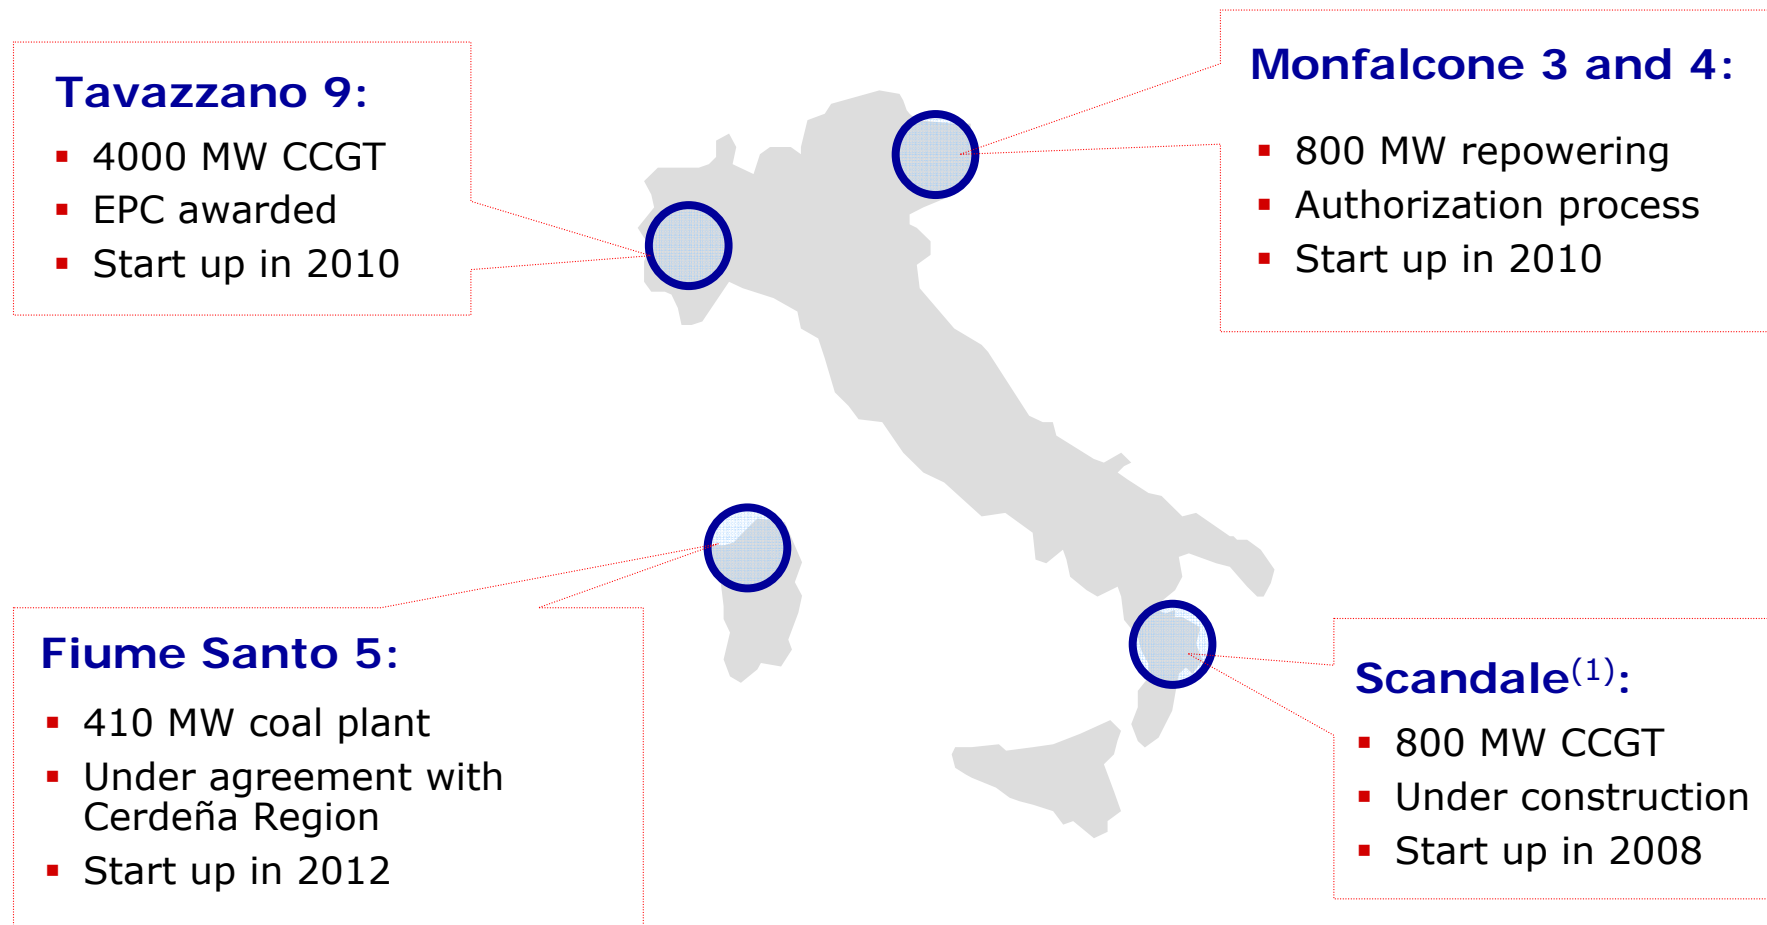 Tavazzano 9:
▪ 4000 MW CCGT
▪ EPC awarded
▪ Start up in 2010
Monfalcone 3 and 4:
▪ 800 MW repowering
▪ Authorization process
▪ Start up in 2010
Fiume Santo 5:
▪ 410 MW coal plant
▪ Under agreement with
Cerdeña Region
▪ Start up in 2012
Scandale(1):
▪ 800 MW CCGT
▪ Under construction
▪ Start up in 2008